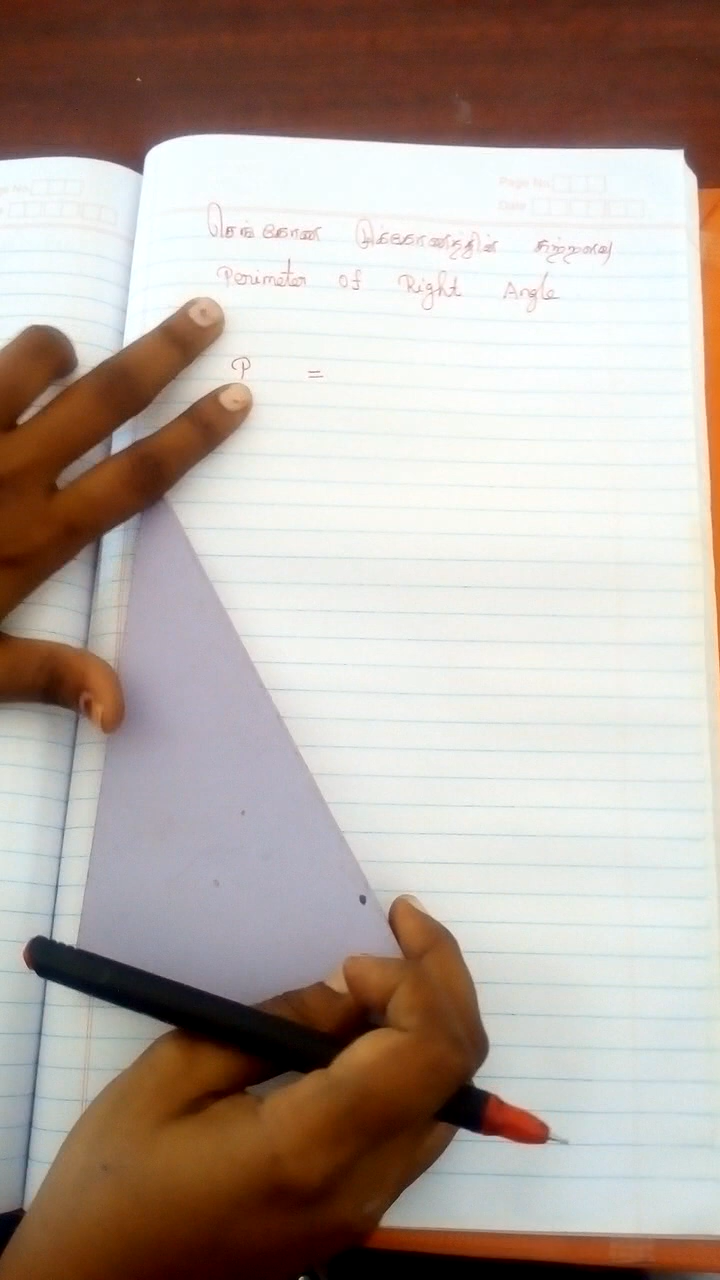 Page No.
Date
செங்கோண முக்கோணத்தின் சுற்றளவு
Perimeter of Right Angle
P =